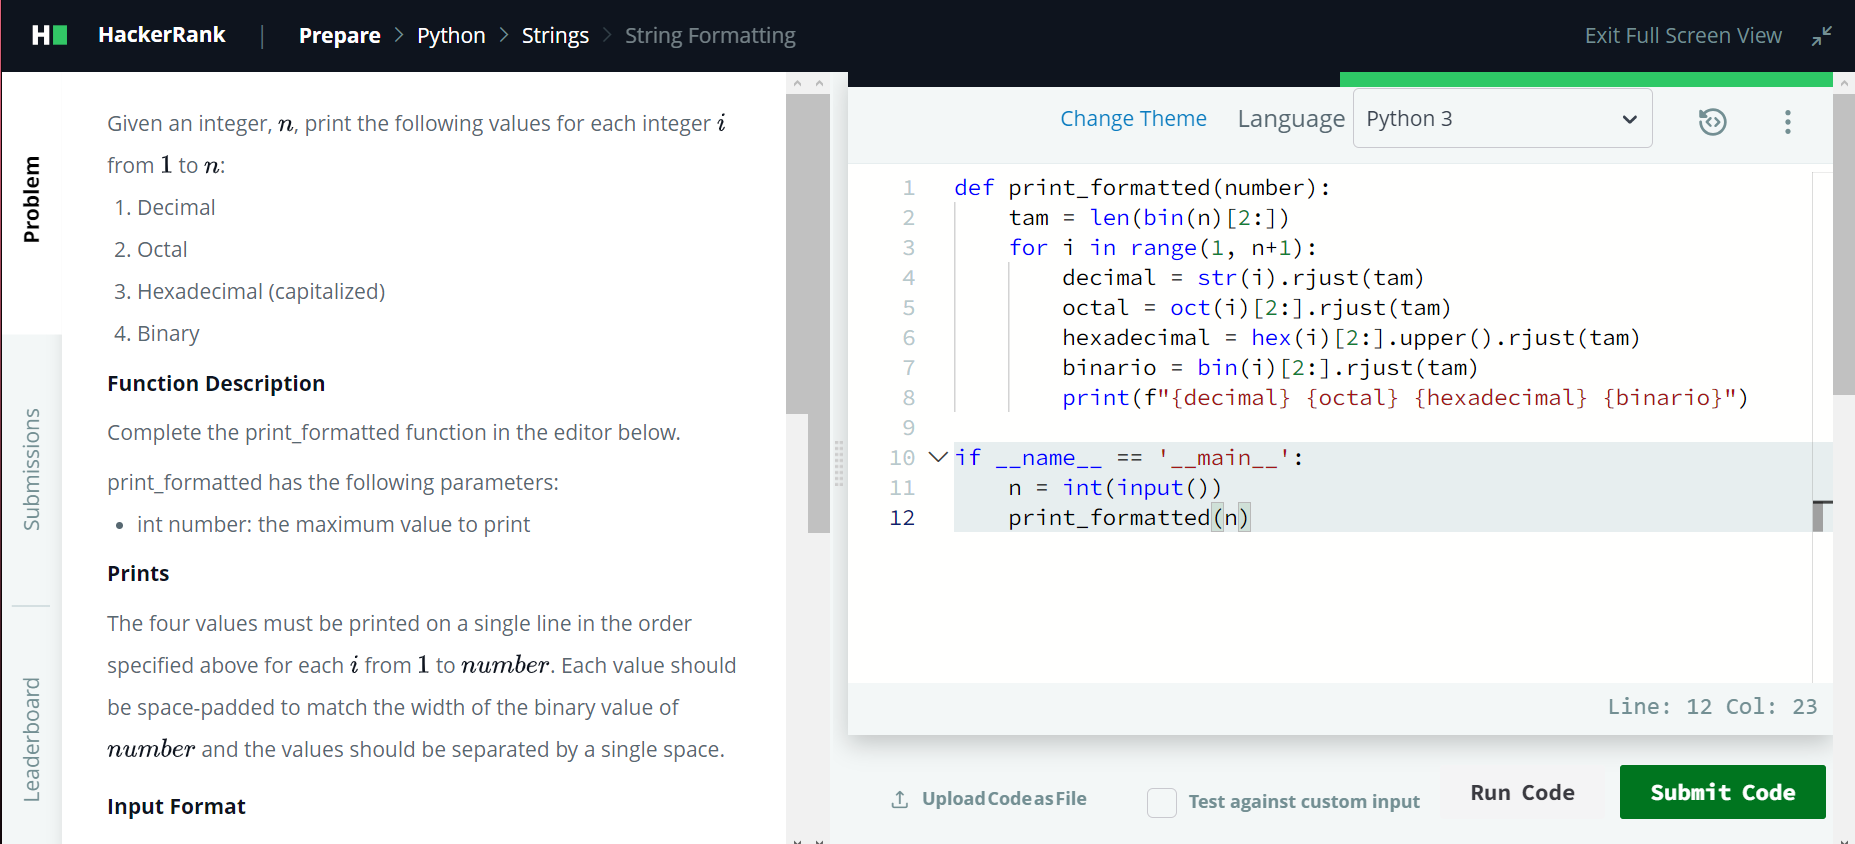 H HackerRank | Prepare > Python > Strings > String Formatting Exit Full Screen View
Problem
Submissions
Leaderboard
Given an integer, n, print the following values for each integer i
from 1 to n:
1. Decimal
2. Octal
3. Hexadecimal (capitalized)
4. Binary
Function Description
Complete the print_formatted function in the editor below.
print_formatted has the following parameters:
• int number: the maximum value to print
Prints
The four values must be printed on a single line in the order
specified above for each i from 1 to number. Each value should
be space-padded to match the width of the binary value of
number and the values should be separated by a single space.
Input Format
Change Theme Language Python 3
1 def print_formatted(number):
2     tam = len(bin(n)[2:])
3     for i in range(1, n+1):
4         decimal = str(i).rjust(tam)
5         octal = oct(i)[2:].rjust(tam)
6         hexadecimal = hex(i)[2:].upper().rjust(tam)
7         binario = bin(i)[2:].rjust(tam)
8         print(f"{decimal} {octal} {hexadecimal} {binario}")
9
10 if __name__ == '__main__':
11     n = int(input())
12     print_formatted(n)
Line: 12 Col: 23
Upload Code as File Test against custom input Run Code Submit Code